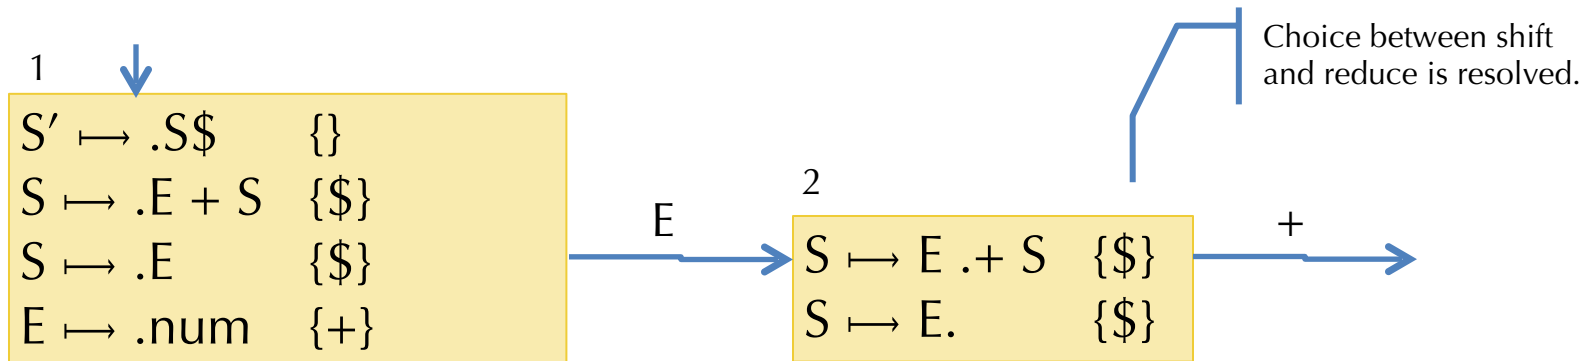 1
S′ ⟼ .S$ {}
S ⟼ .E + S {$}
S ⟼ .E {$}
E ⟼ .num {+}
E
2
S ⟼ E .+ S {$}
S ⟼ E. {$}
+
Choice between shift
and reduce is resolved.